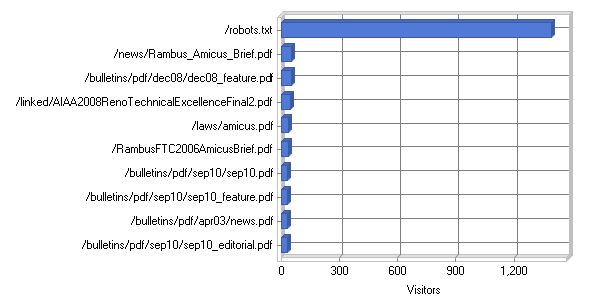 /robots.txt
/news/Rambus_Amicus_Brief.pdf
/bulletins/pdf/dec08/dec08_feature.pdf
/linked/AIAA2008RenoTechnicalExcellenceFinal2.pdf
/laws/amicus.pdf
/RambusFTC2006AmicusBrief.pdf
/bulletins/pdf/sep10/sep10.pdf
/bulletins/pdf/sep10/sep10_feature.pdf
/bulletins/pdf/apr03/news.pdf
/bulletins/pdf/sep10/sep10_editorial.pdf
0 300 600 900 1,200
Visitors